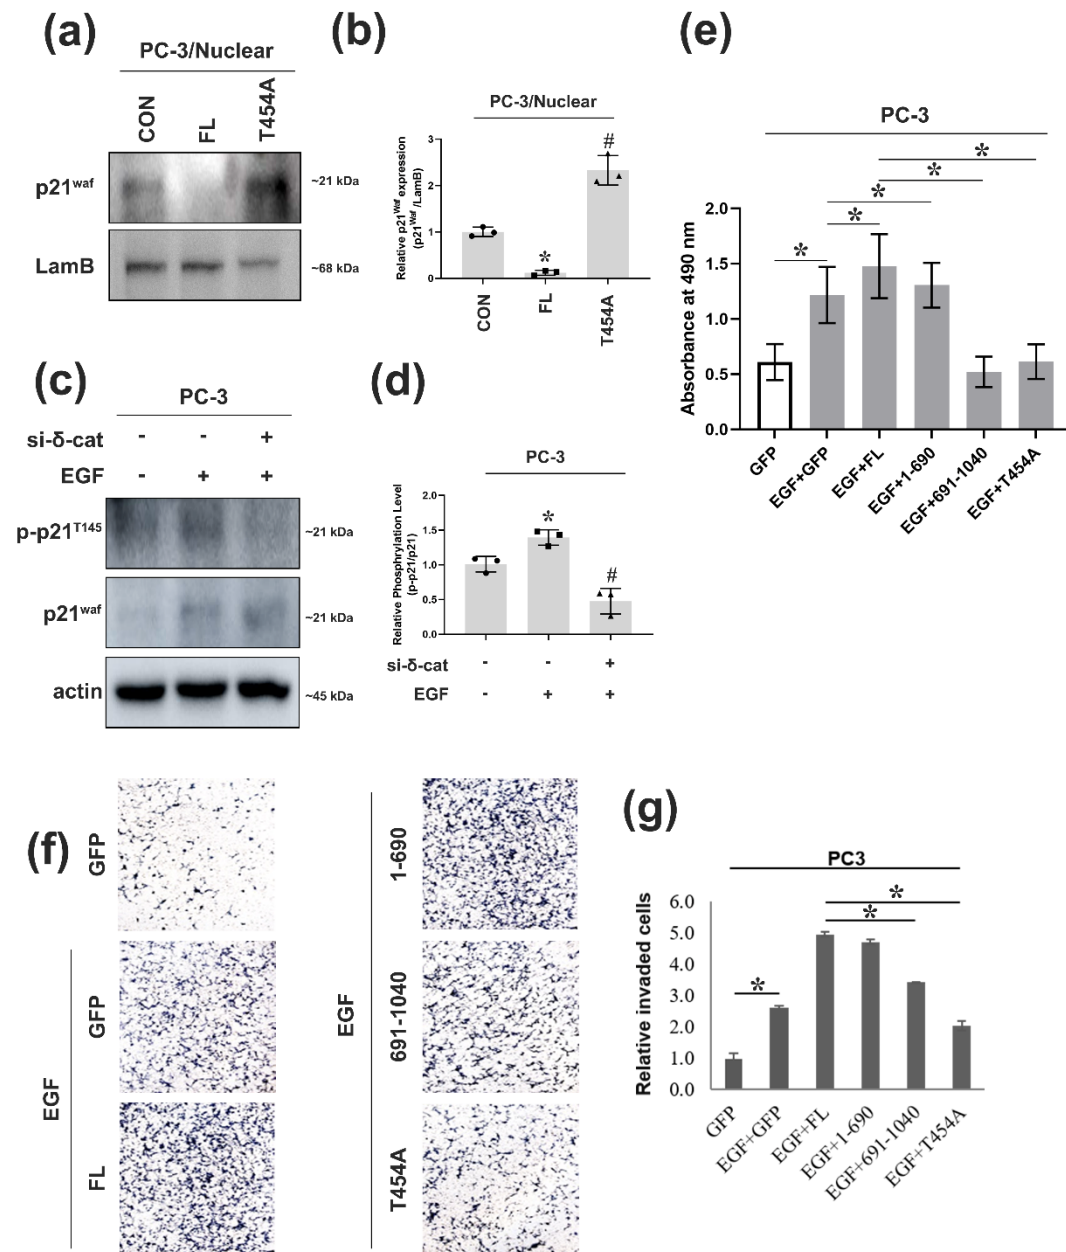 (a)
PC-3/Nuclear
CON
FL
T454A
p21waf
~21 kDa
LamB
~68 kDa
(b)
PC-3/Nuclear
Relative p21Waf expression
(p21Waf/LamB)
3
2
1
0
*
#
CON
FL
T454A
(c)
PC-3
si-δ-cat - - +
EGF - + +
p-p21T145
~21 kDa
p21waf
~21 kDa
actin
~45 kDa
(d)
PC-3
Relative Phosphrylation Level
(p-p21/p21)
2.0
1.5
1.0
0.5
0.0
*
#
si-δ-cat - - +
EGF - + +
(e)
PC-3
*
*
*
*
*
Absorbance at 490 nm
2.0
1.5
1.0
0.5
0.0
GFP
EGF+GFP
EGF+FL
EGF+1-690
EGF+691-1040
EGF+T454A
(f)
GFP
EGF
GFP
FL
EGF
1-690
691-1040
T454A
(g)
PC3
*
*
*
Relative invaded cells
6.0
5.0
4.0
3.0
2.0
1.0
0.0
GFP
EGF+GFP
EGF+FL
EGF+1-690
EGF+691-1040
EGF+T454A